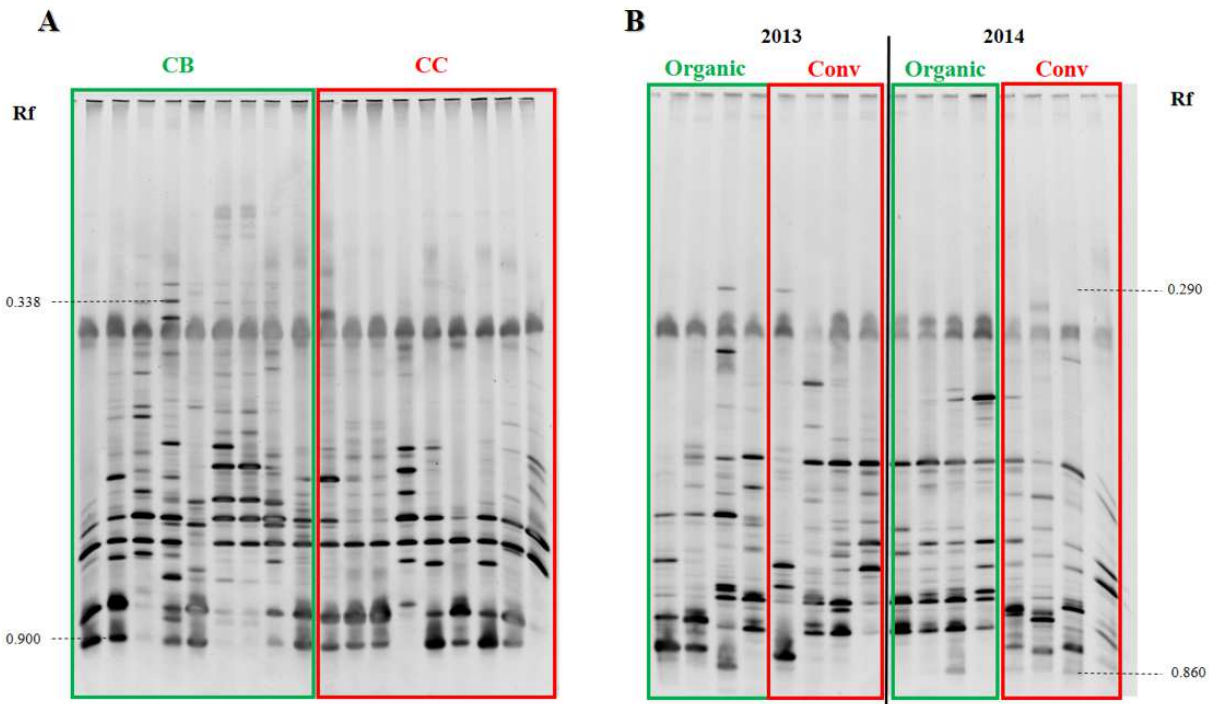 A
CB
CC
Rf
0.338
0.900
B
2013
2014
Organic
Conv
Organic
Conv
Rf
0.290
0.860